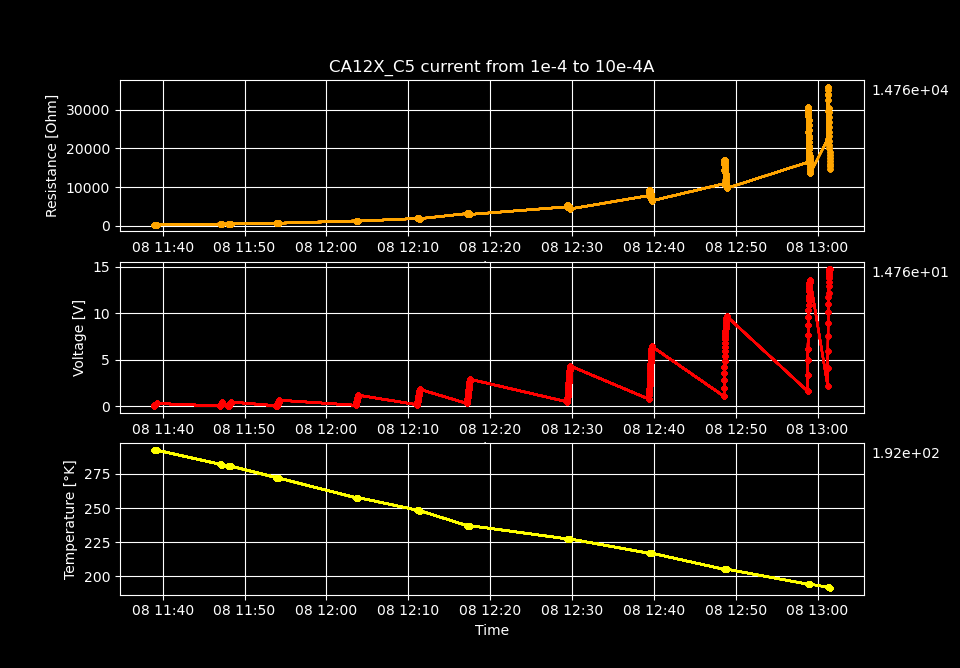 CA12X_C5 current from 1e-4 to 10e-4A
1.476e+04
Resistance [Ohm]
30000
20000
10000
0
08 11:40 08 11:50 08 12:00 08 12:10 08 12:20 08 12:30 08 12:40 08 12:50 08 13:00
1.476e+01
Voltage [V]
15
10
5
0
08 11:40 08 11:50 08 12:00 08 12:10 08 12:20 08 12:30 08 12:40 08 12:50 08 13:00
1.92e+02
Temperature [°K]
275
250
225
200
08 11:40 08 11:50 08 12:00 08 12:10 08 12:20 08 12:30 08 12:40 08 12:50 08 13:00
Time